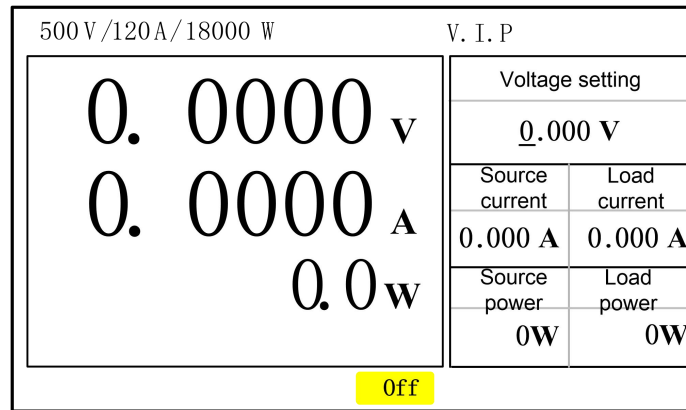 500V/120A/18000 W V.I.P
0.0000 V
0.0000 A
0.0 W
Voltage setting
0.000 V
Source current Load current
0.000 A 0.000 A
Source power Load power
0W 0W
Off